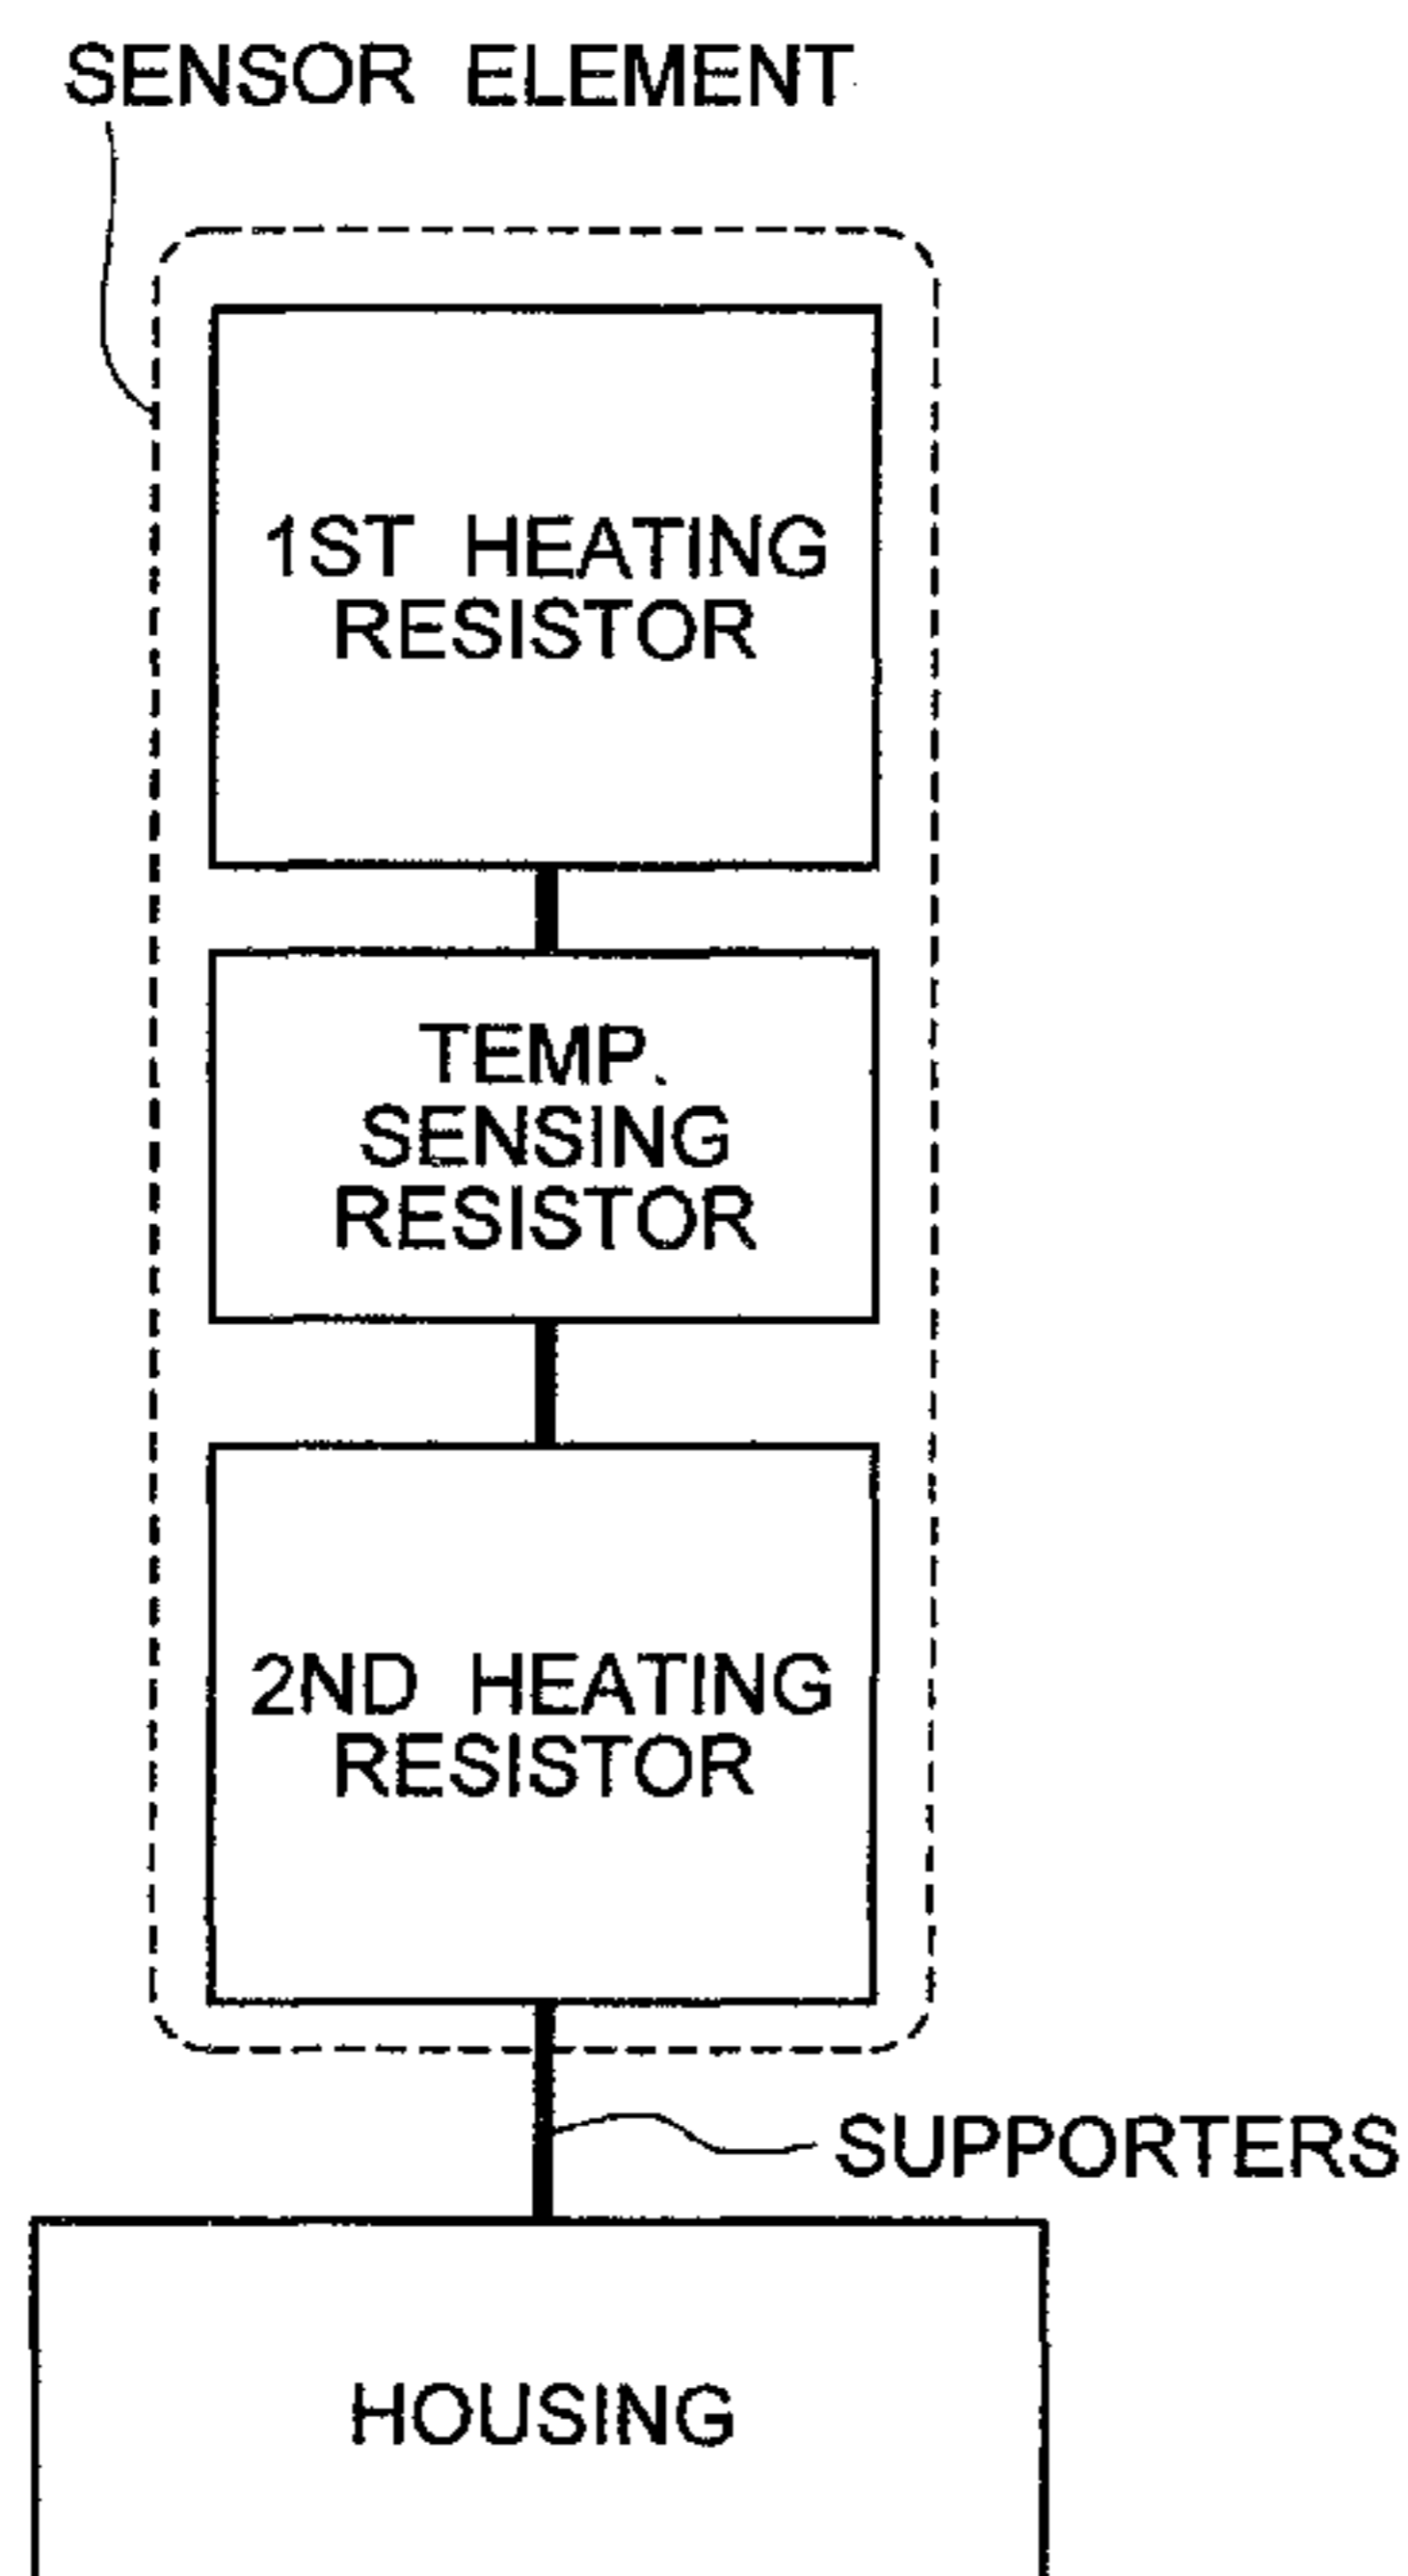 SENSOR ELEMENT
1ST HEATING
RESISTOR
TEMP.
SENSING
RESISTOR
2ND HEATING
RESISTOR
SUPPORTERS
HOUSING